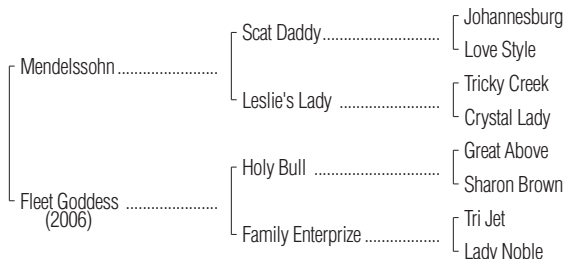 Johannesburg
Scat Daddy
Love Style
Mendelssohn
Tricky Creek
Leslie's Lady
Crystal Lady
Great Above
Holy Bull
Sharon Brown
Fleet Goddess
(2006)
Tri Jet
Family Enterprize
Lady Noble